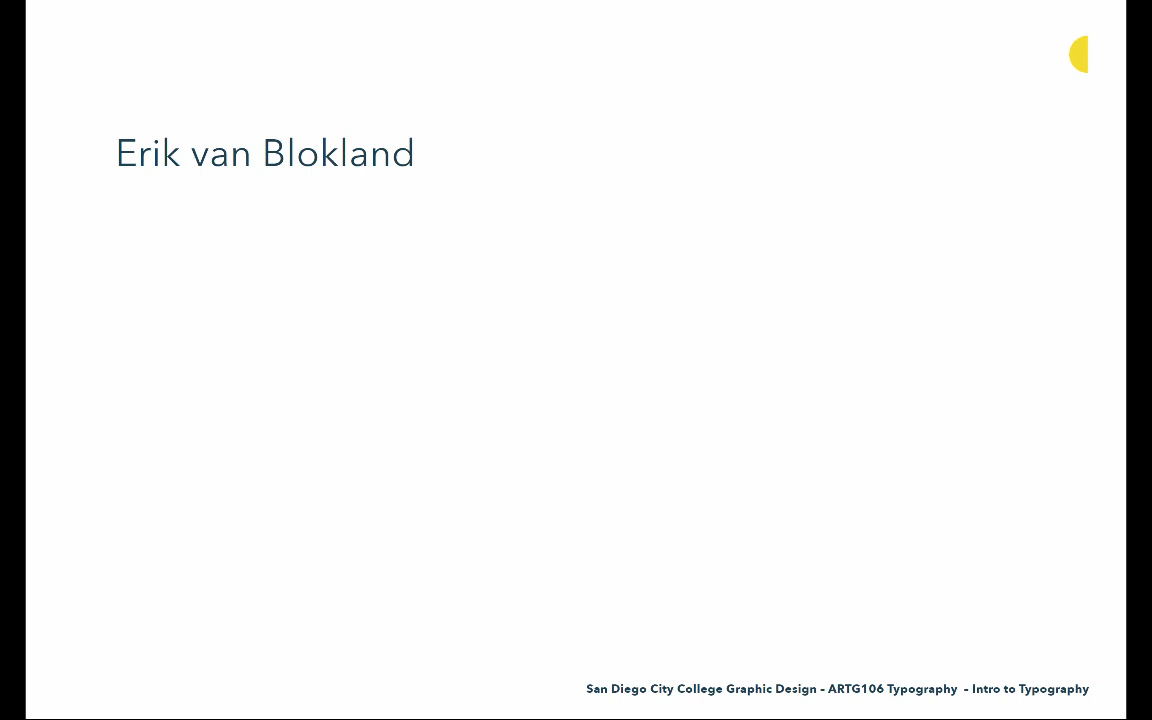 Erik van Blokland
San Diego City College Graphic Design – ARTG106 Typography – Intro to Typography